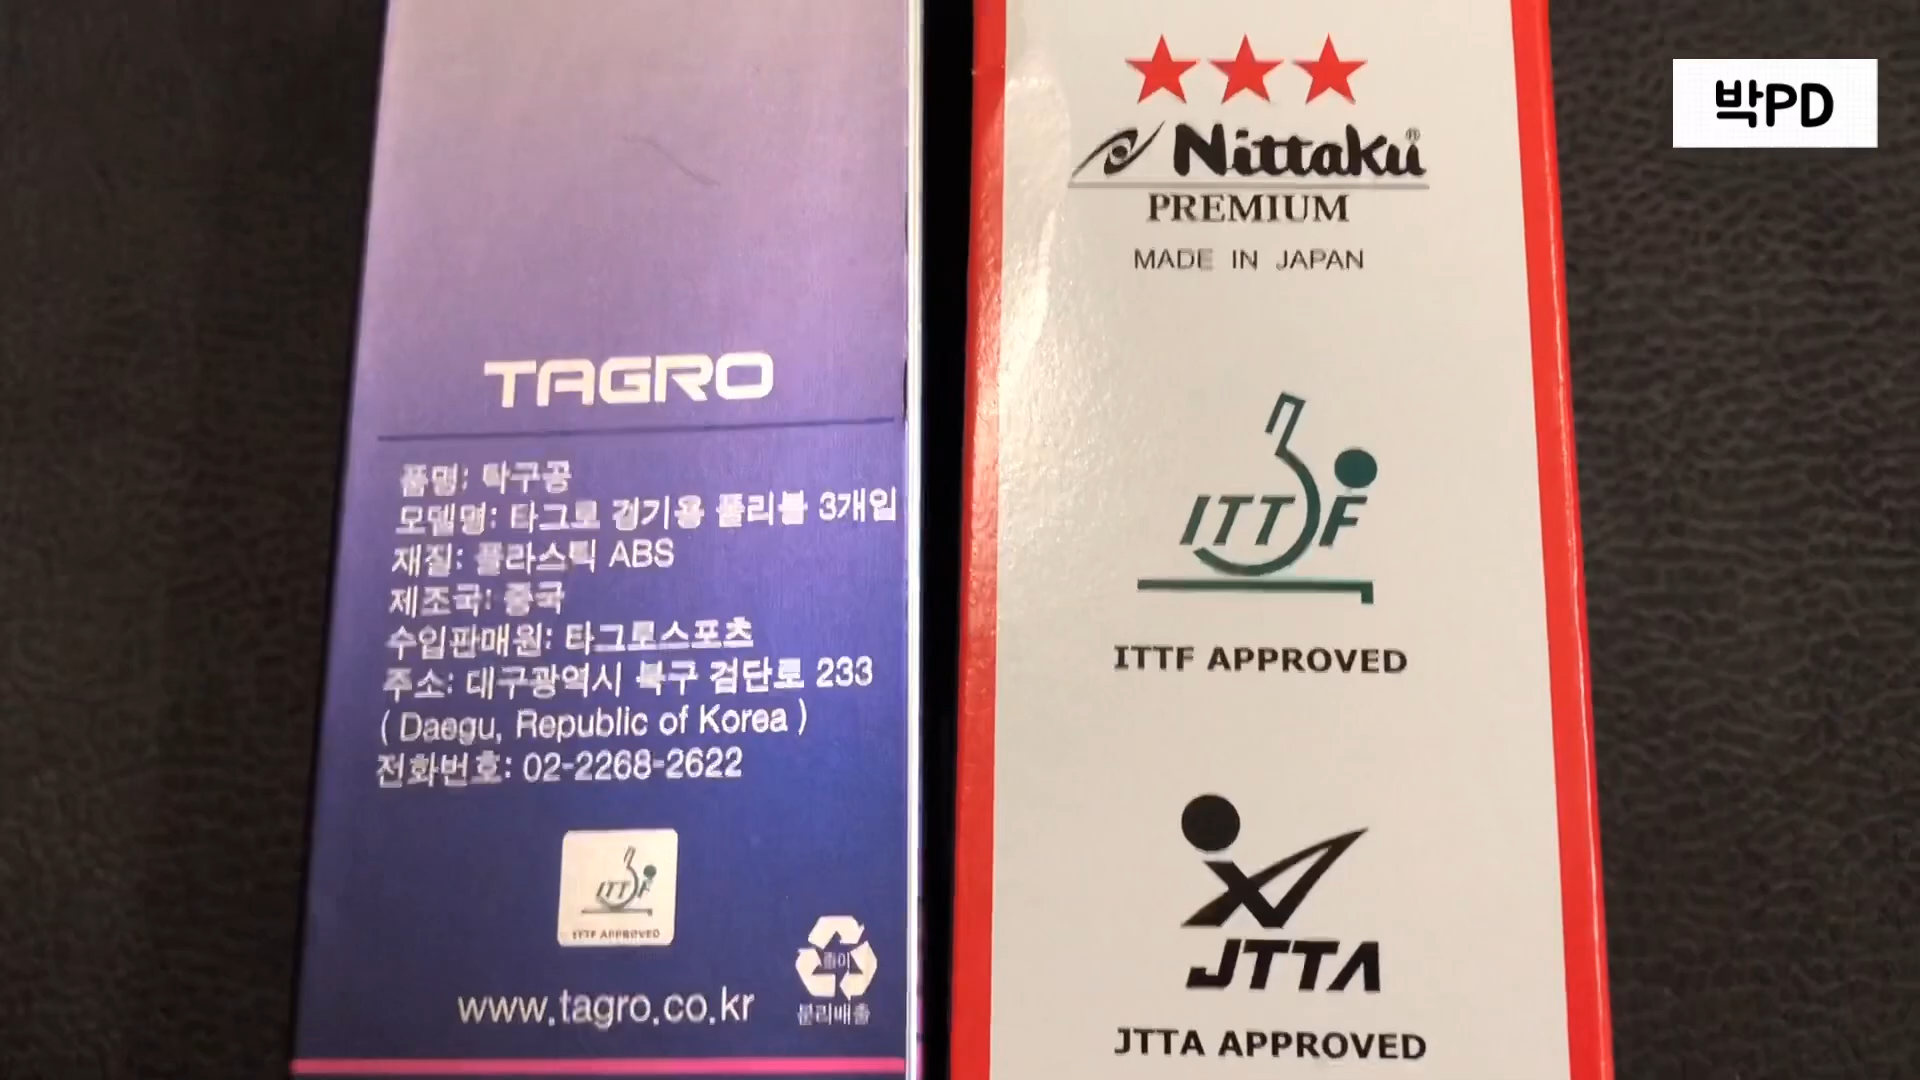 TAGRO
품명: 탁구공
모델명: 타그로 경기용 폴리볼 3개입
재질: 플라스틱 ABS
제조국: 중국
수입판매원: 타그로스포츠
주소: 대구광역시 북구 검단로 233
( Daegu, Republic of Korea )
전화번호: 02-2268-2622
ITTF
ITTF APPROVED
종이
분리배출
www.tagro.co.kr
Nittaku®
PREMIUM
MADE IN JAPAN
ITTF
ITTF APPROVED
JTTA
JTTA APPROVED
박PD